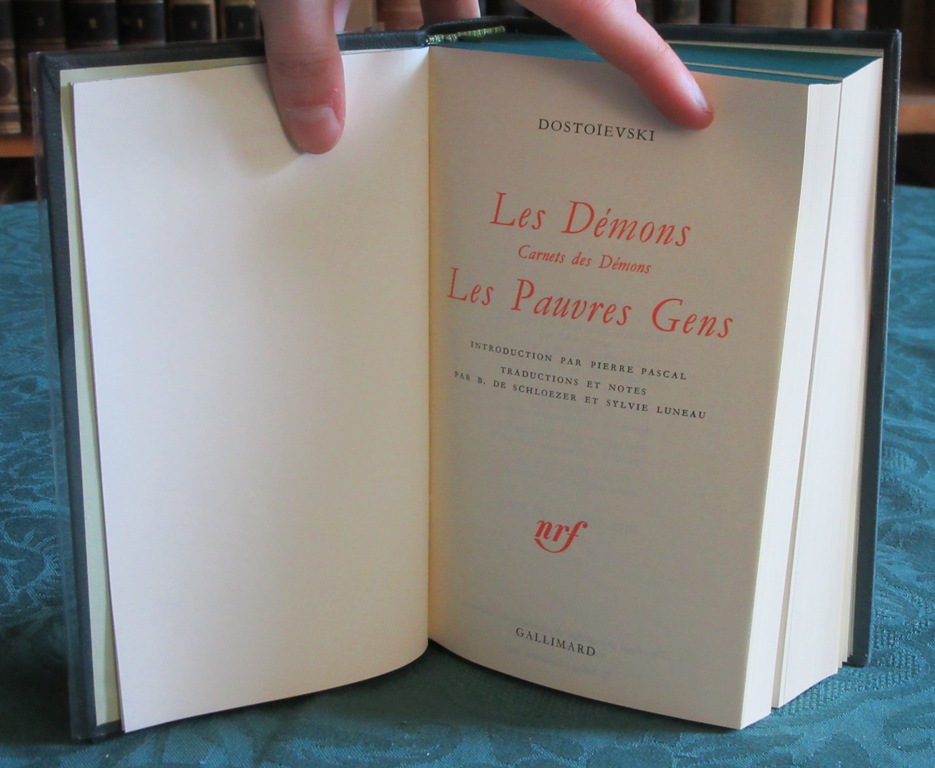 DOSTOÏEVSKI
Les Démons
Carnets des Démons
Les Pauvres Gens
INTRODUCTION PAR PIERRE PASCAL
TRADUCTIONS ET NOTES
PAR B. DE SCHLOEZER ET SYLVIE LUNEAU
nrf
GALLIMARD